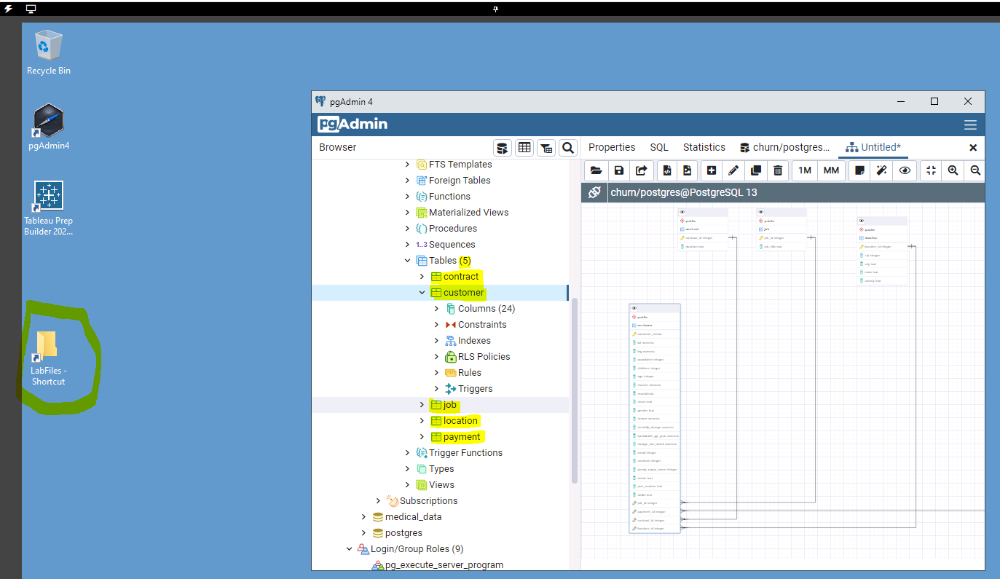 Recycle Bin
pgAdmin4
Tableau Prep
Builder 202...
LabFiles -
Shortcut
pgAdmin 4
pgAdmin
Browser
FTS Templates
Foreign Tables
Functions
Materialized Views
Procedures
1..3 Sequences
Tables (5)
contract
customer
Columns (24)
Constraints
Indexes
RLS Policies
Rules
Triggers
job
location
payment
Trigger Functions
Types
Views
Subscriptions
medical_data
postgres
Login/Group Roles (9)
pg_execute_server_program
Properties SQL Statistics churn/postgres... Untitled*
1M MM
churn/postgres@PostgreSQL 13
public
contract
contract_id integer
duration text
public
job
job_id integer
job_title text
public
location
location_id integer
zip integer
city text
state text
county text
public
customer
customer_id text
lat numeric
lng numeric
population integer
children integer
age integer
income numeric
marital text
churn text
gender text
tenure numeric
monthly_charge numeric
bandwidth_gp_year numeric
outage_sec_week numeric
email integer
contacts integer
yearly_equip_failure integer
techie text
port_modem text
tablet text
job_id integer
payment_id integer
contract_id integer
location_id integer